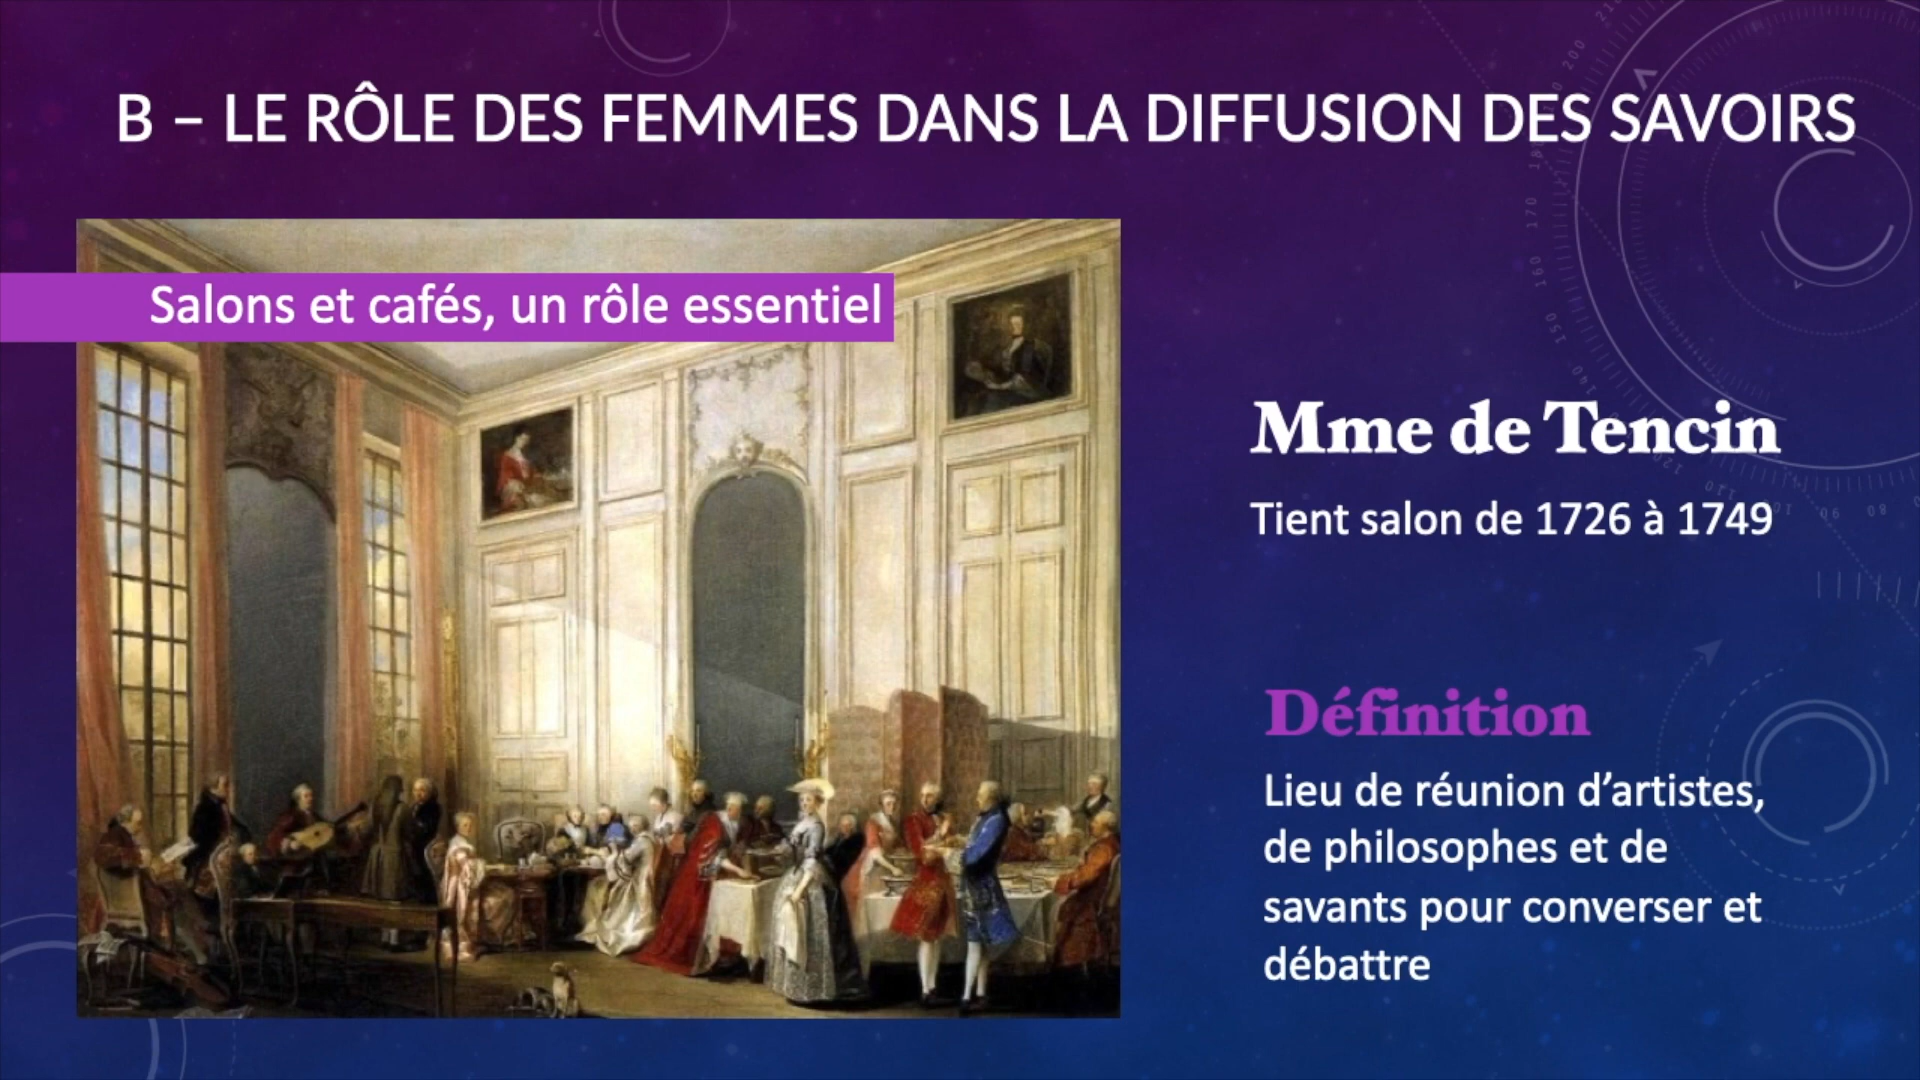 B – LE RÔLE DES FEMMES DANS LA DIFFUSION DES SAVOIRS
Salons et cafés, un rôle essentiel
Mme de Tencin
Tient salon de 1726 à 1749
Définition
Lieu de réunion d’artistes,
de philosophes et de
savants pour converser et
débattre